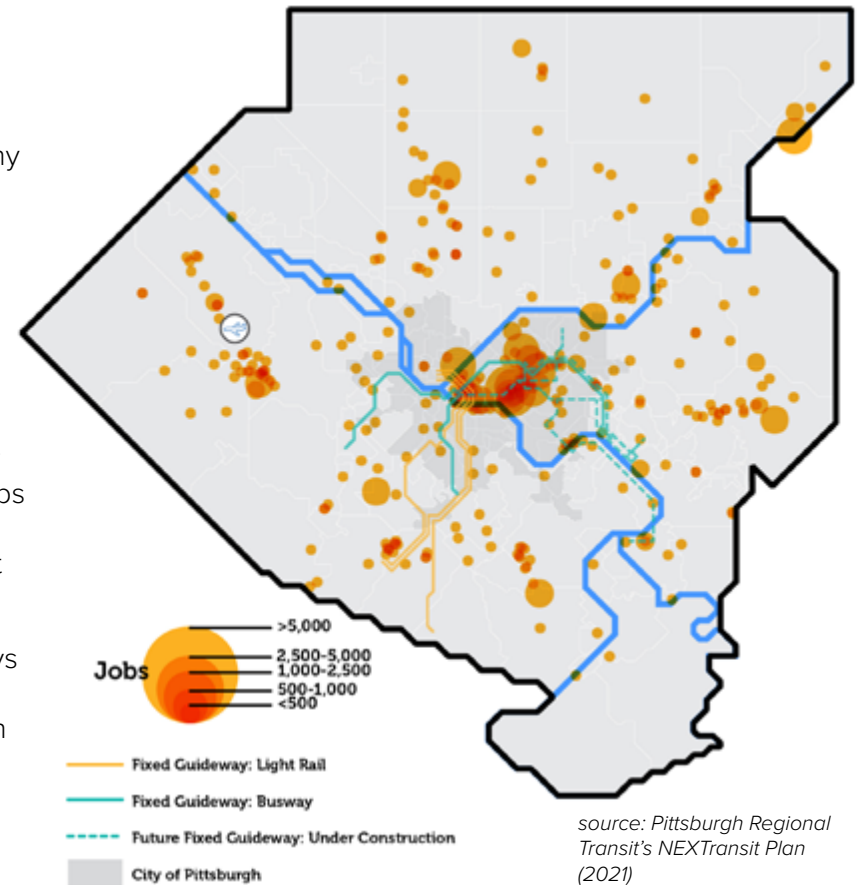 ny
bs
t
ys
n
>5,000
2,500-5,000
1,000-2,500
500-1,000
<500
Jobs
Fixed Guideway: Light Rail
Fixed Guideway: Busway
Future Fixed Guideway: Under Construction
City of Pittsburgh
source: Pittsburgh Regional
Transit's NEXTransit Plan
(2021)